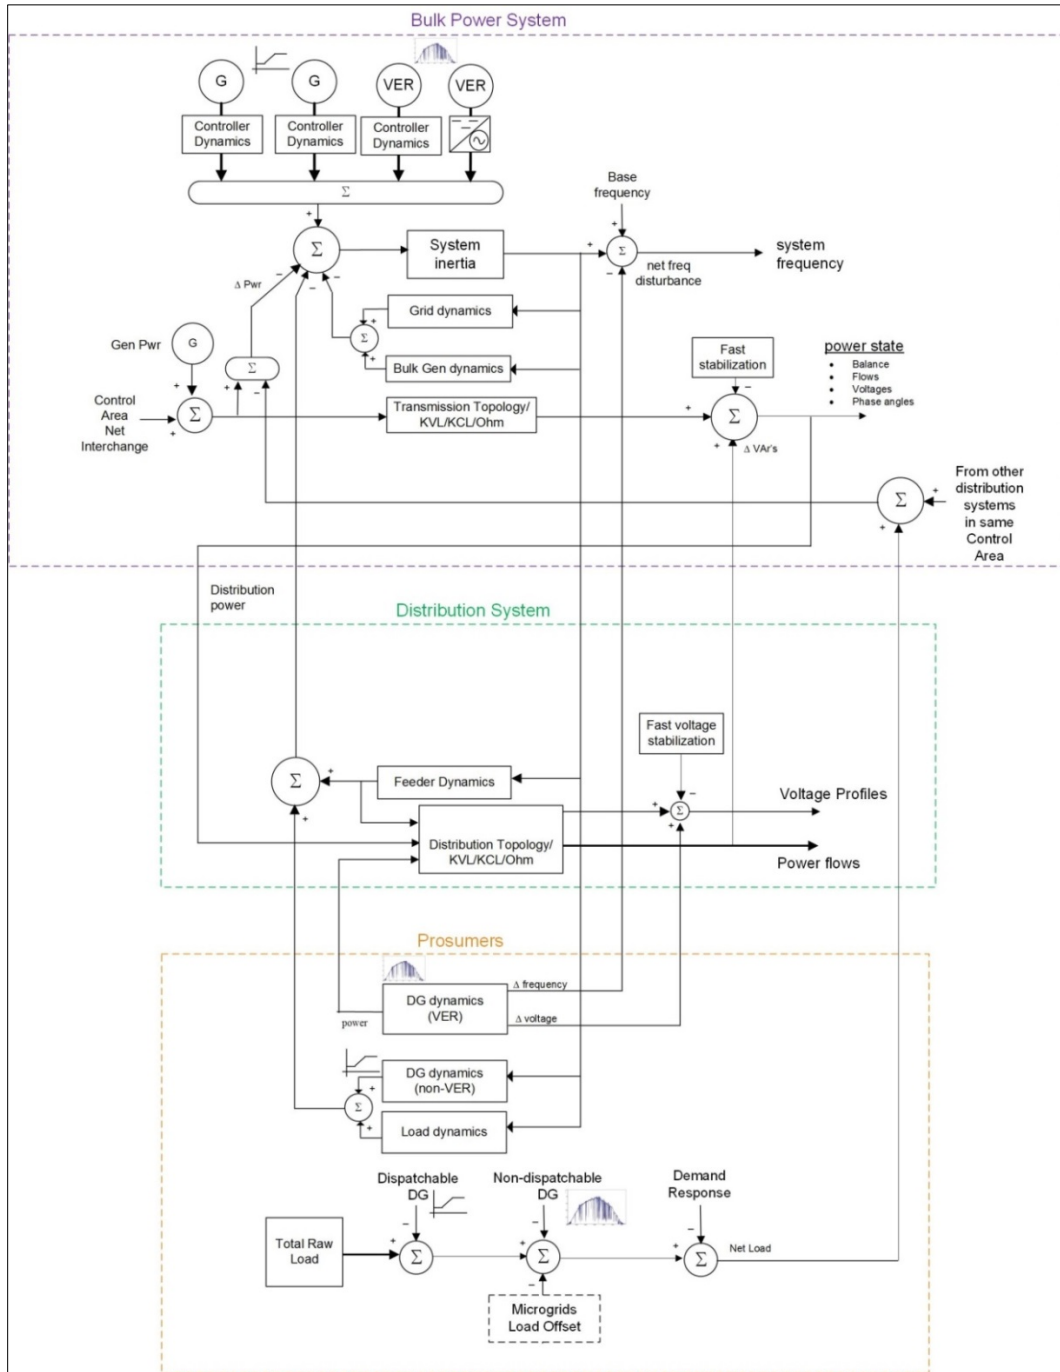 Bulk Power System
G
G
VER
VER
Controller
Dynamics
Controller
Dynamics
Controller
Dynamics
Σ
Base
frequency
+
+
Σ
System
inertia
+
Σ
−
net freq
disturbance
system
frequency
Δ Pwr
−
−
−
Grid dynamics
+
Σ
+
Bulk Gen dynamics
Gen Pwr
G
Σ
+
−
+
Σ
+
Control
Area
Net
Interchange
Transmission Topology/
KVL/KCL/Ohm
Fast
stabilization
−
+
Σ
+
Δ VAr's
power state
• Balance
• Flows
• Voltages
• Phase angles
Σ
+
+
From other
distribution
systems
in same
Control
Area
Distribution
power
Distribution System
Fast voltage
stabilization
Σ
+
+
Feeder Dynamics
Distribution Topology/
KVL/KCL/Ohm
−
+
Σ
+
Voltage Profiles
Power flows
Prosumers
DG dynamics
(VER)
Δ frequency
Δ voltage
power
DG dynamics
(non-VER)
+
Σ
+
Load dynamics
Dispatchable
DG
Non-dispatchable
DG
Demand
Response
Total Raw
Load
−
+
Σ
−
+
Σ
−
−
+
Σ
Net Load
Microgrids
Load Offset